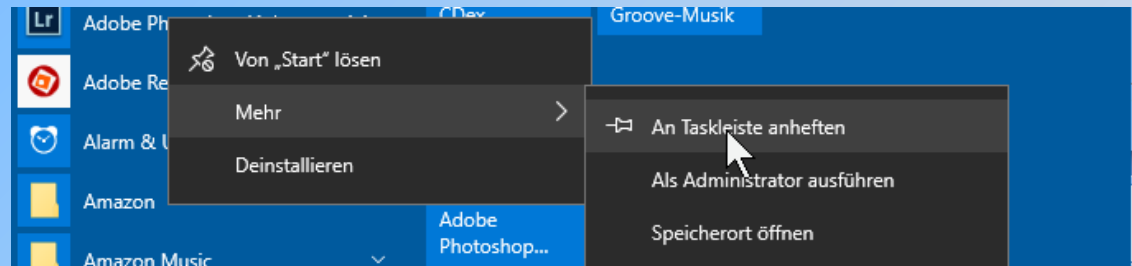 Lr
Adobe Ph
CDex
Groove-Musik
Von „Start“ lösen
Adobe Re
Mehr
An Taskleiste anheften
Alarm & U
Deinstallieren
Als Administrator ausführen
Amazon
Adobe
Photoshop...
Speicherort öffnen
Amazon Music